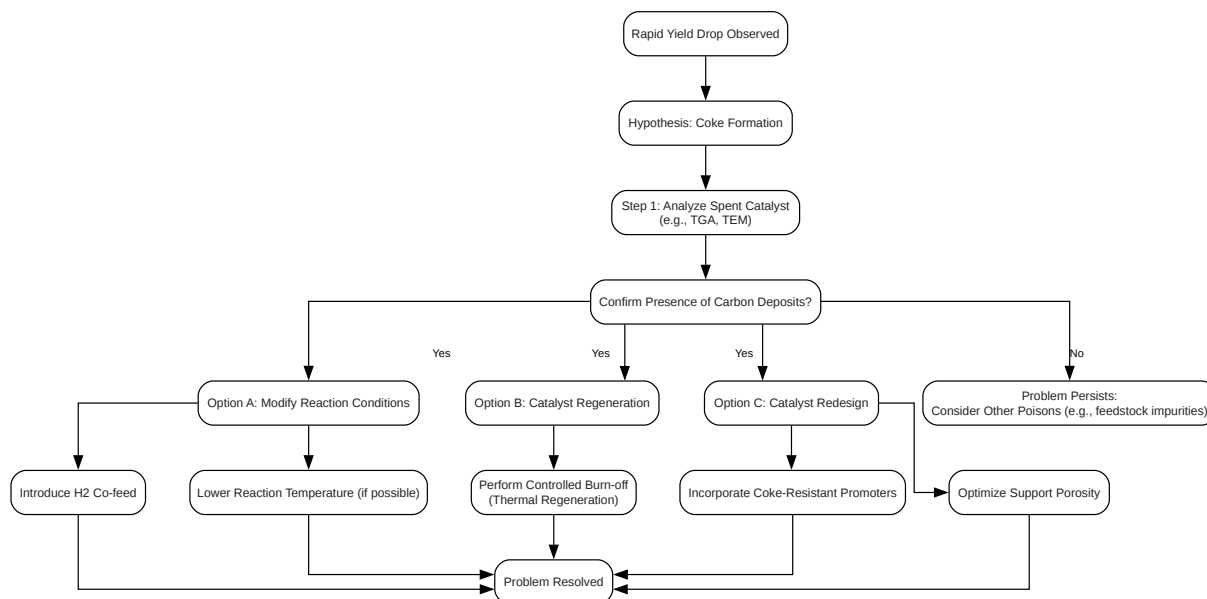 Rapid Yield Drop Observed
Hypothesis: Coke Formation
Step 1: Analyze Spent Catalyst
(e.g., TGA, TEM)
Confirm Presence of Carbon Deposits?
Yes
Yes
Yes
No
Option A: Modify Reaction Conditions
Option B: Catalyst Regeneration
Option C: Catalyst Redesign
Problem Persists:
Consider Other Poisons (e.g., feedstock impurities)
Introduce H2 Co-feed
Lower Reaction Temperature (if possible)
Perform Controlled Burn-off
(Thermal Regeneration)
Incorporate Coke-Resistant Promoters
Optimize Support Porosity
Problem Resolved